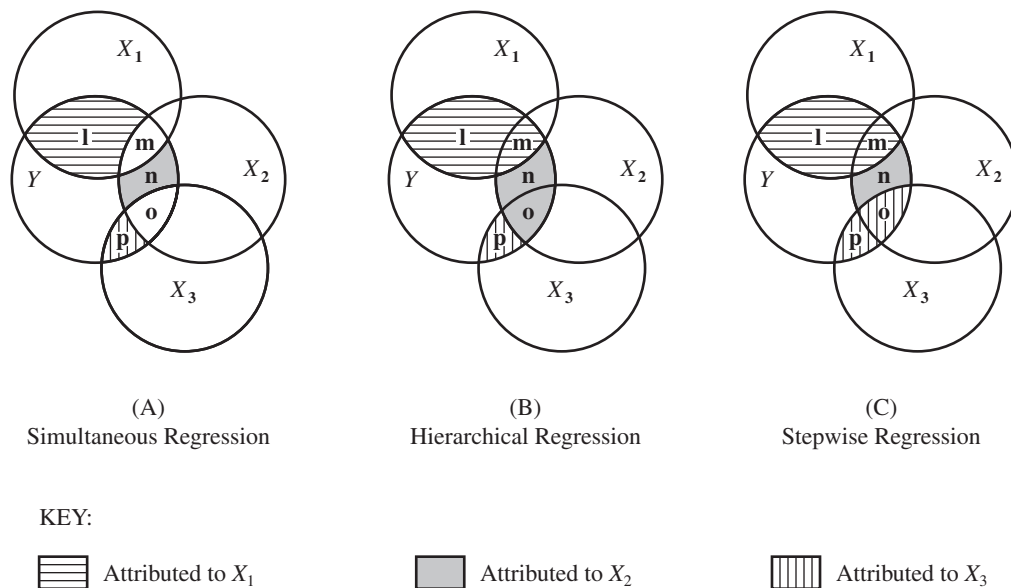 X1 X1 X1
l m l m l m
Y n X2 Y n X2 Y n X2
o o o
p p p
X3 X3 X3
(A) (B) (C)
Simultaneous Regression Hierarchical Regression Stepwise Regression
KEY:
Attributed to X1 Attributed to X2 Attributed to X3